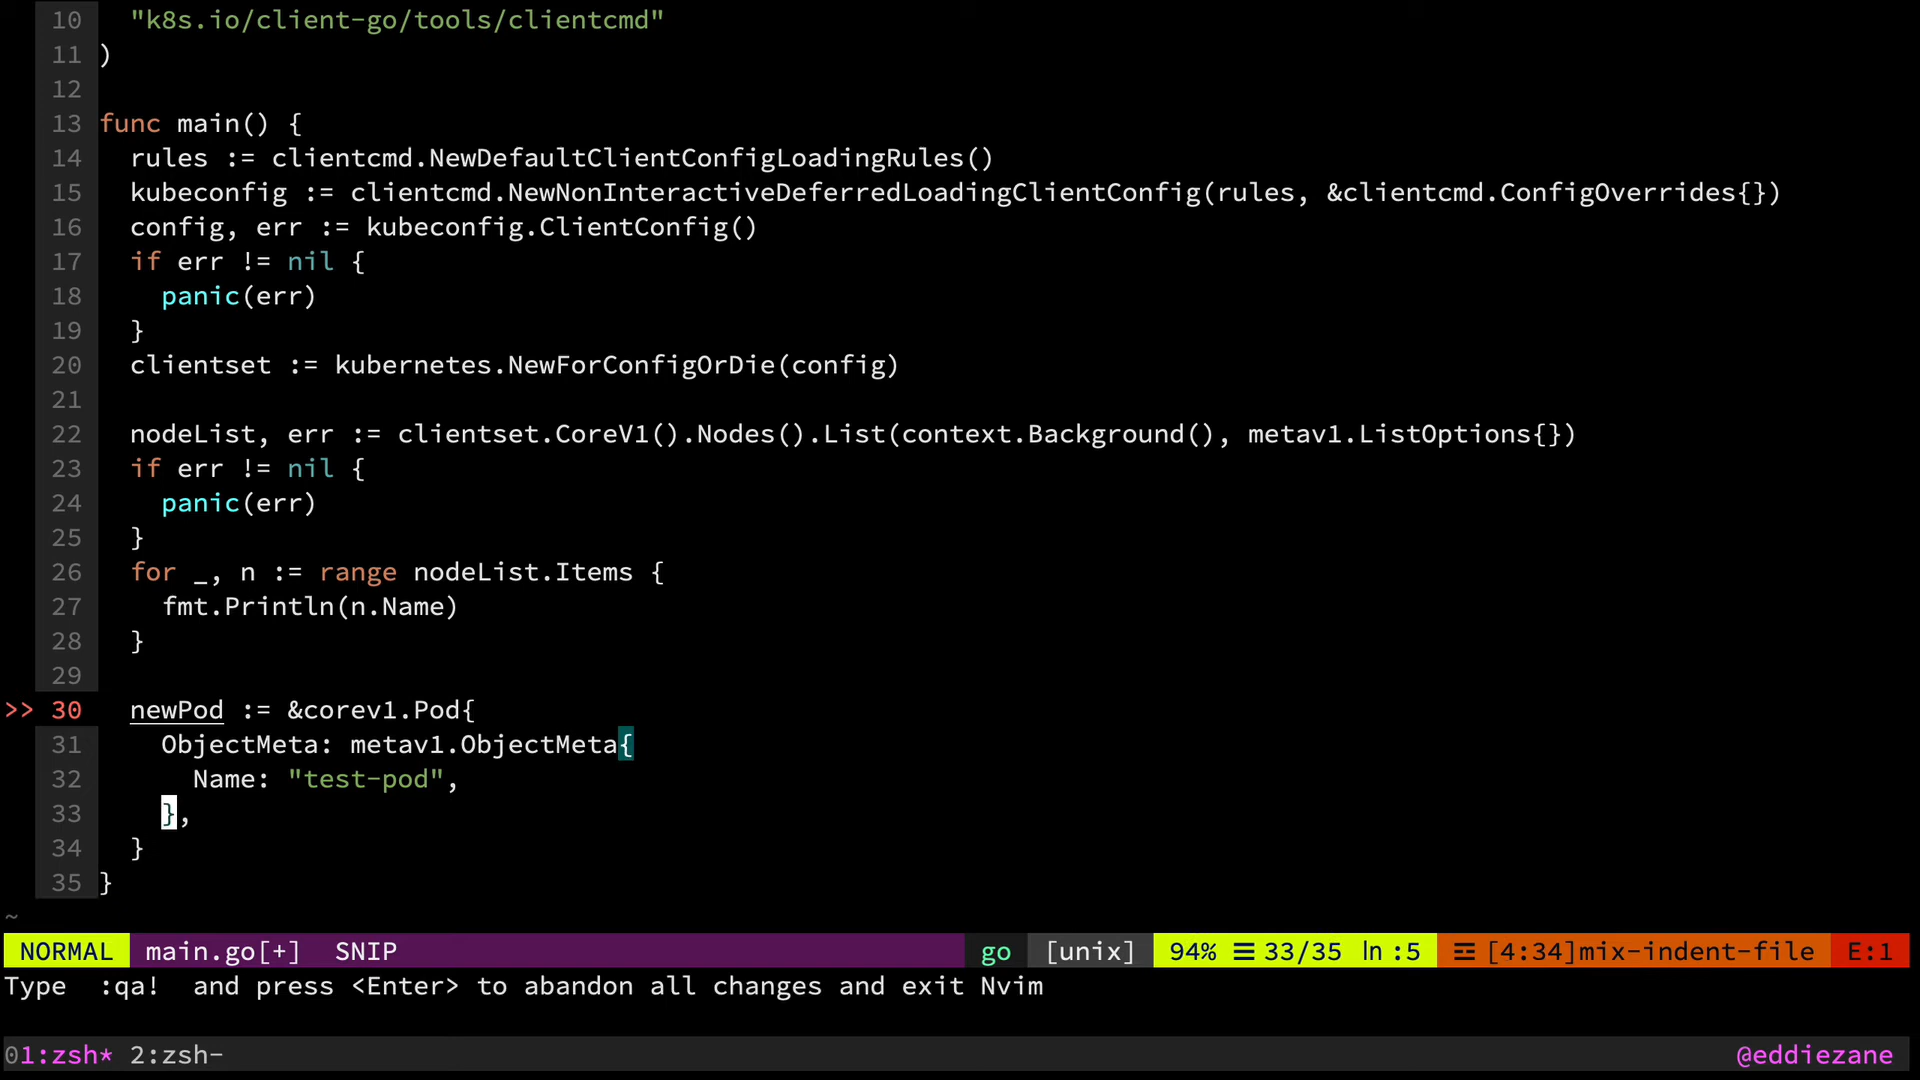 10 "k8s.io/client-go/tools/clientcmd"
11 )
12
13 func main() {
14 rules := clientcmd.NewDefaultClientConfigLoadingRules()
15 kubeconfig := clientcmd.NewNonInteractiveDeferredLoadingClientConfig(rules, &clientcmd.ConfigOverrides{})
16 config, err := kubeconfig.ClientConfig()
17 if err != nil {
18 panic(err)
19 }
20 clientset := kubernetes.NewForConfigOrDie(config)
21
22 nodeList, err := clientset.CoreV1().Nodes().List(context.Background(), metav1.ListOptions{})
23 if err != nil {
24 panic(err)
25 }
26 for _, n := range nodeList.Items {
27 fmt.Println(n.Name)
28 }
29
>> 30 newPod := &corev1.Pod{
31 ObjectMeta: metav1.ObjectMeta{
32 Name: "test-pod",
33 },
34 }
35 }
~
NORMAL main.go[+] SNIP go [unix] 94% ☰ 33/35 ln :5 ☲ [4:34]mix-indent-file E:1
Type :qa! and press <Enter> to abandon all changes and exit Nvim
01:zsh* 2:zsh- @eddiezane